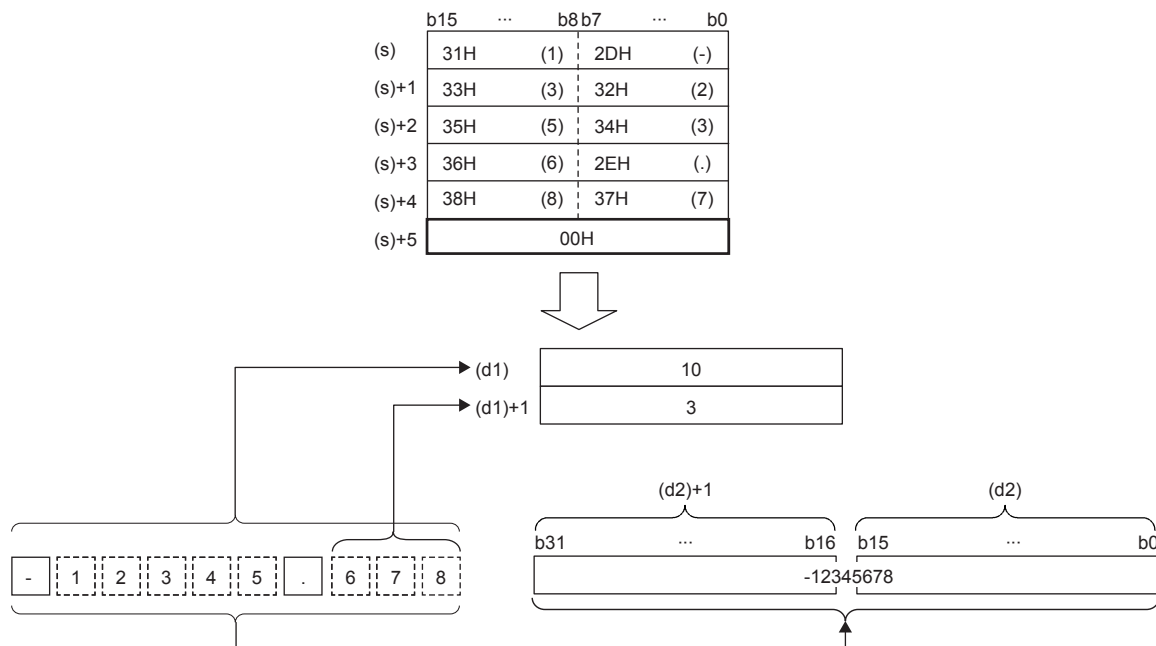 b15 ... b8 b7 ... b0
(s) 31H (1) 2DH (-)
(s)+1 33H (3) 32H (2)
(s)+2 35H (5) 34H (3)
(s)+3 36H (6) 2EH (.)
(s)+4 38H (8) 37H (7)
(s)+5 00H
(d1) 10
(d1)+1 3
(d2)+1 (d2)
b31 ... b16 b15 ... b0
- 1 2 3 4 5 . 6 7 8 -12345678